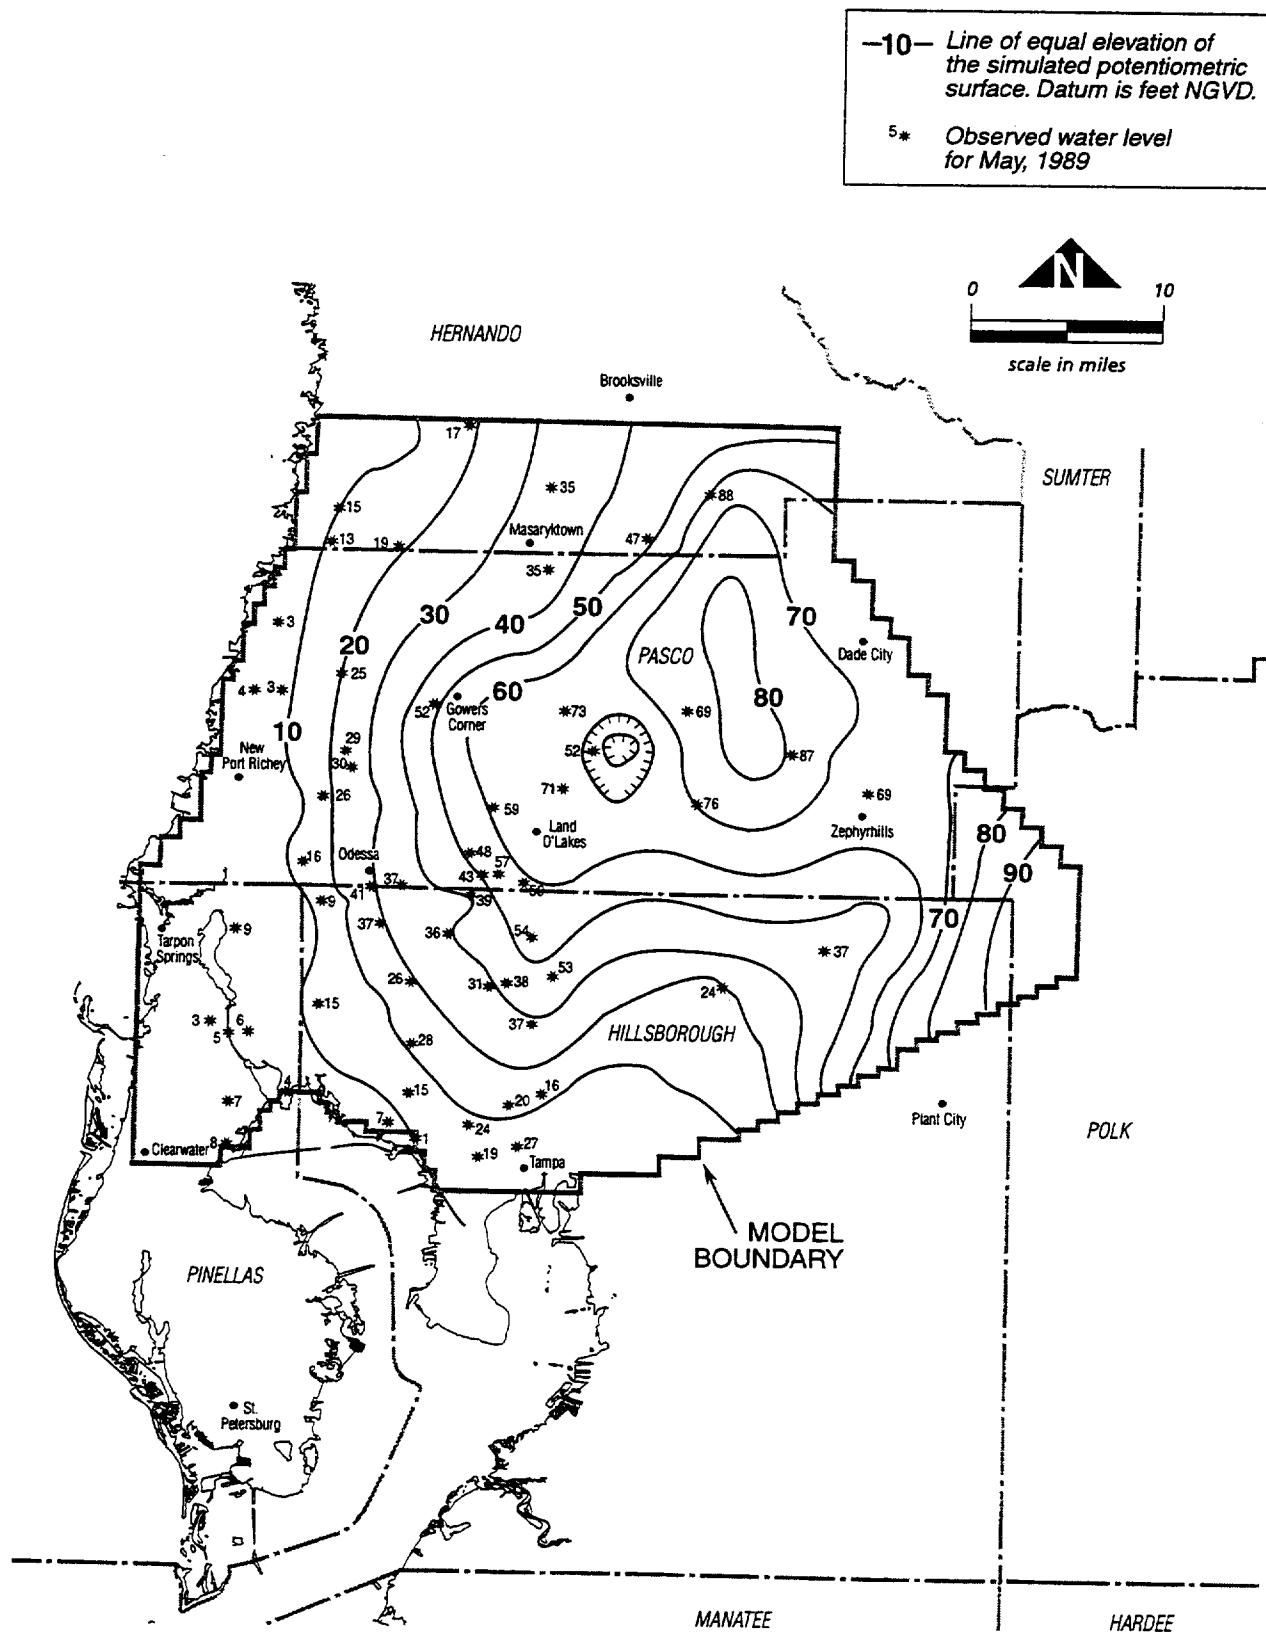 –10– Line of equal elevation of
the simulated potentiometric
surface. Datum is feet NGVD.
5* Observed water level
for May, 1989
N
0 10
scale in miles
HERNANDO
Brooksville
SUMTER
17
35
88
15
Masaryktown
13
19
47
35
3
30
40
50
70
20
PASCO
Dade City
25
4
3
60
80
52
Gowers
Corner
73
69
10
29
52
87
New
Port Richey
30
26
71
76
69
59
Land
D'Lakes
Zephyrhills
80
16
Odessa
48
57
43
90
37
41
56
39
9
70
37
36
54
37
9
Tarpon
Springs
26
31
38
53
24
15
3
6
5
37
HILLSBOROUGH
28
4
15
16
7
20
Plant City
7
24
1
POLK
8
Clearwater
19
27
Tampa
MODEL
BOUNDARY
PINELLAS
St.
Petersburg
MANATEE
HARDEE